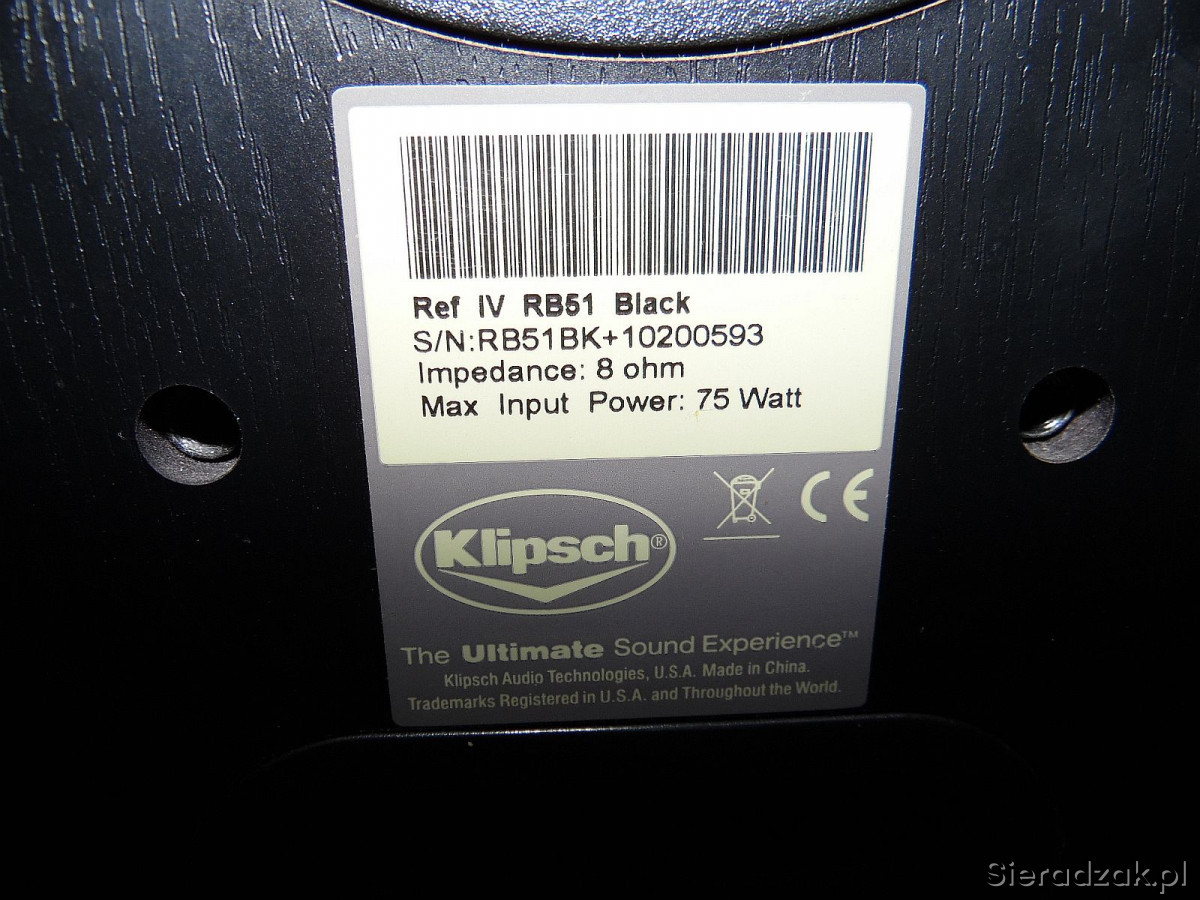 Ref IV RB51 Black
S/N:RB51BK+10200593
Impedance: 8 ohm
Max Input Power: 75 Watt
CE
Klipsch®
The Ultimate Sound Experience™
Klipsch Audio Technologies, U.S.A. Made in China.
Trademarks Registered in U.S.A. and Throughout the World.
Sieradzak.pl